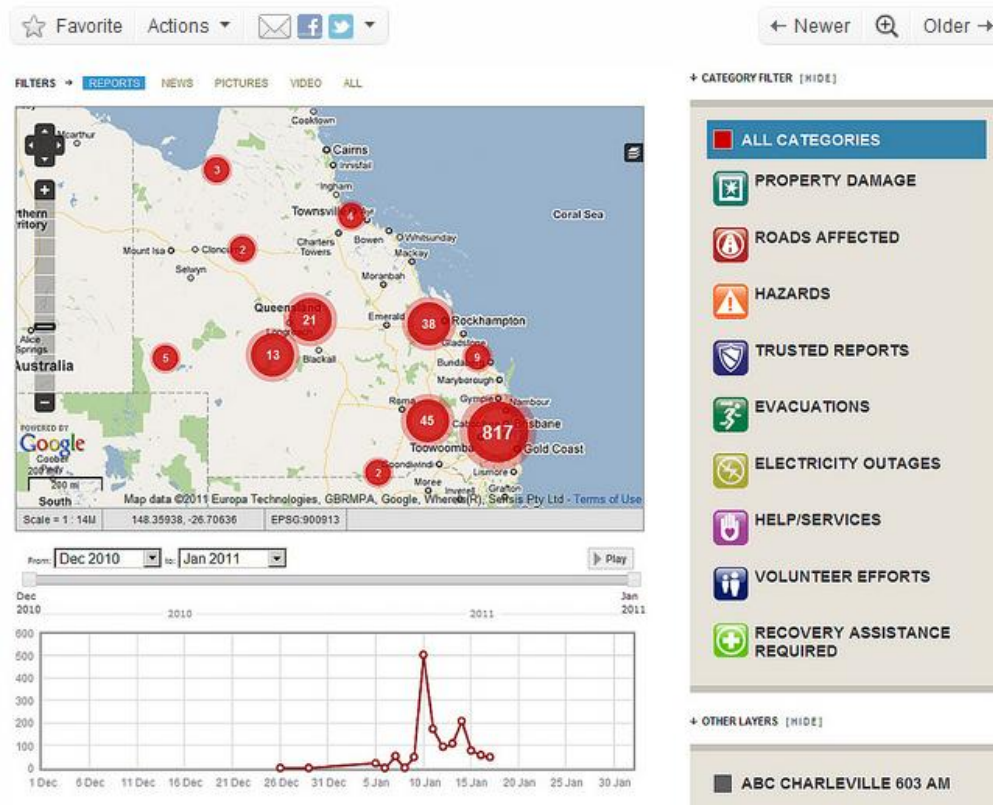 Favorite Actions
← Newer Older →
FILTERS → REPORTS NEWS PICTURES VIDEO ALL
Cooktown
Mcarthur
Cairns
Innisfail
3
Ingham
Townsvill
4
Coral Sea
Charters Towers
Bowen
Whitsunday
Mount Isa
2
Mackay
Selwyn
Moranbah
Queensland
21
Emerald
38
Rockhampton
Gladstone
Alice Springs
5
13
Blackall
9
Australia
Maryborough
Roma
Gympie
Nambour
45
817
Brisbane
Toowoomba
Gold Coast
POWERED BY
Google
2
Lismore
Moree
Grafton
200 mi
South
Map data ©2011 Europa Technologies, GBRMPA, Google, Whereis(R), Sensis Pty Ltd - Terms of Use
Scale = 1 : 14M 148.35938, -26.70636 EPSG:900913
From: Dec 2010 to: Jan 2011 Play
Dec 2010
Jan 2011
2010 2011
600
500
400
300
200
100
0
1 Dec 6 Dec 11 Dec 16 Dec 21 Dec 26 Dec 31 Dec 5 Jan 10 Jan 15 Jan 20 Jan 25 Jan 30 Jan
CATEGORY FILTER [HIDE]
ALL CATEGORIES
PROPERTY DAMAGE
ROADS AFFECTED
HAZARDS
TRUSTED REPORTS
EVACUATIONS
ELECTRICITY OUTAGES
HELP/SERVICES
VOLUNTEER EFFORTS
RECOVERY ASSISTANCE
REQUIRED
OTHER LAYERS [HIDE]
ABC CHARLEVILLE 603 AM